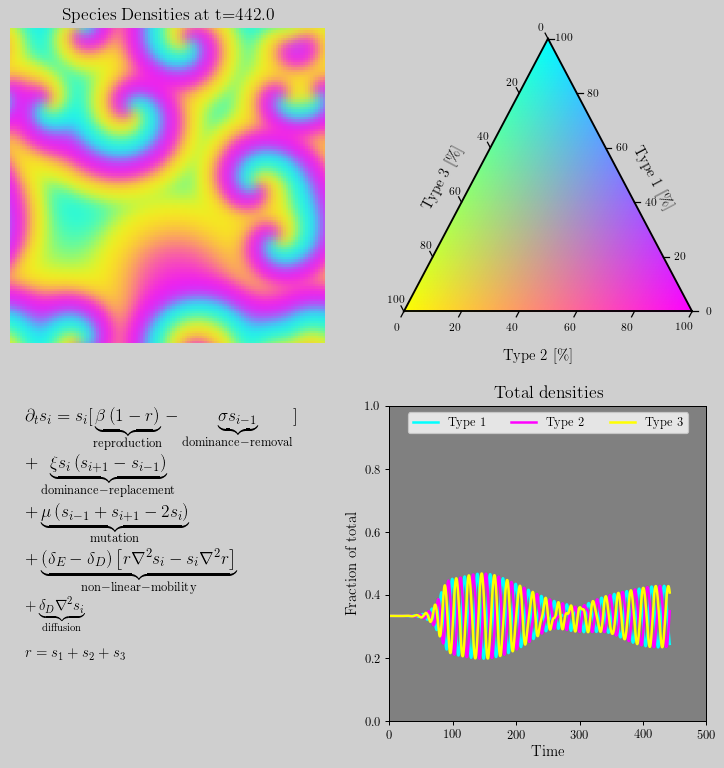 Species Densities at t=442.0
0
100
20
80
40
60
Type 3 [%]
Type 1 [%]
60
40
80
20
100
0
0 20 40 60 80 100
Type 2 [%]
∂ₜsᵢ = sᵢ[β (1 − r) − σsᵢ₋₁ ]
reproduction dominance−removal
+ ξsᵢ (sᵢ₊₁ − sᵢ₋₁)
dominance−replacement
+ μ (sᵢ₋₁ + sᵢ₊₁ − 2sᵢ)
mutation
+ (δ_E − δ_D) [r∇²sᵢ − sᵢ∇²r]
non−linear−mobility
+ δ_D∇²sᵢ
diffusion
r = s₁ + s₂ + s₃
Total densities
Type 1 Type 2 Type 3
1.0
0.8
0.6
0.4
0.2
0.0
Fraction of total
0 100 200 300 400 500
Time